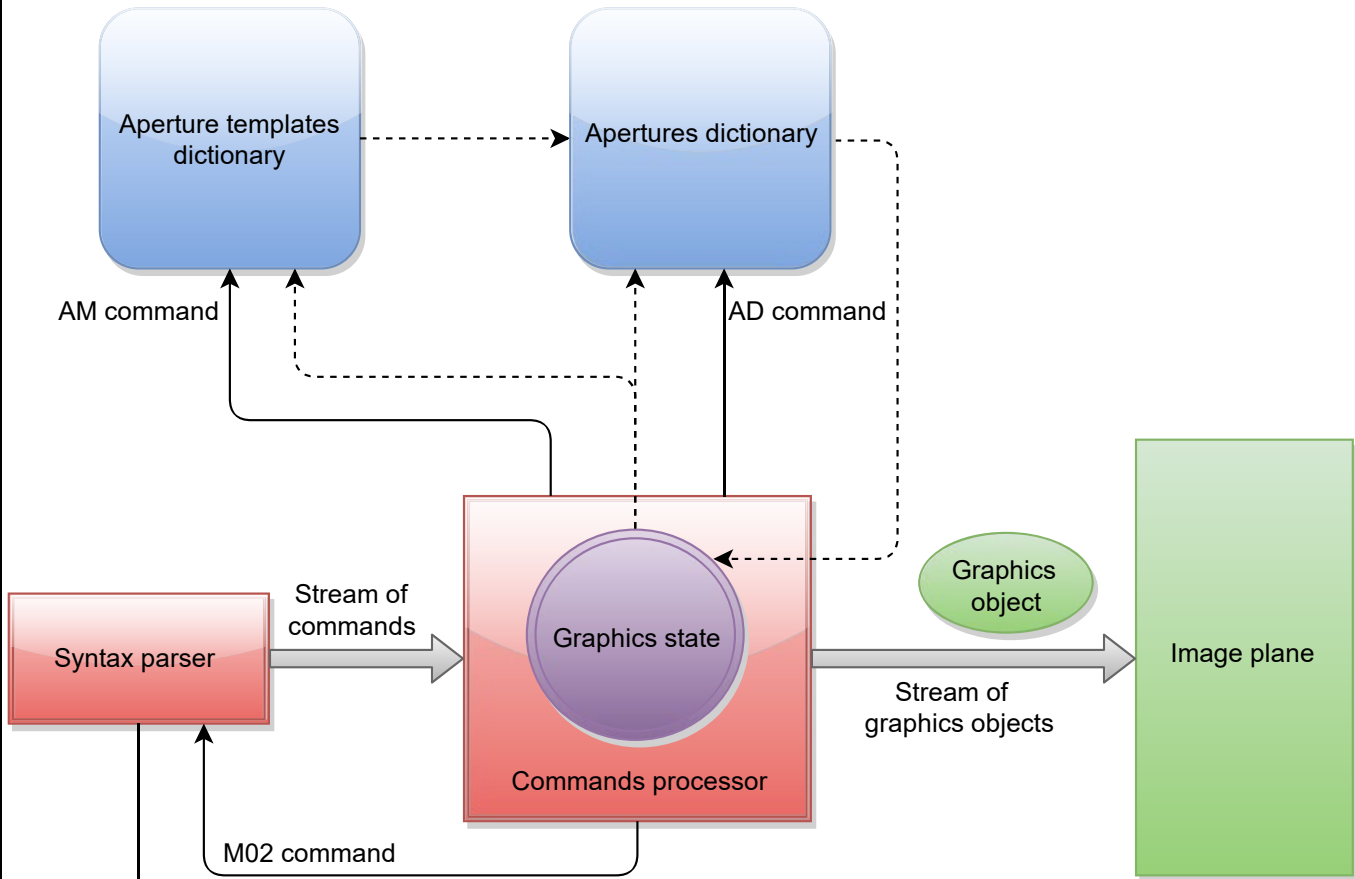 Aperture templates
dictionary
Apertures dictionary
AM command
AD command
Stream of
commands
Syntax parser
Graphics state
Commands processor
Graphics
object
Stream of
graphics objects
Image plane
M02 command